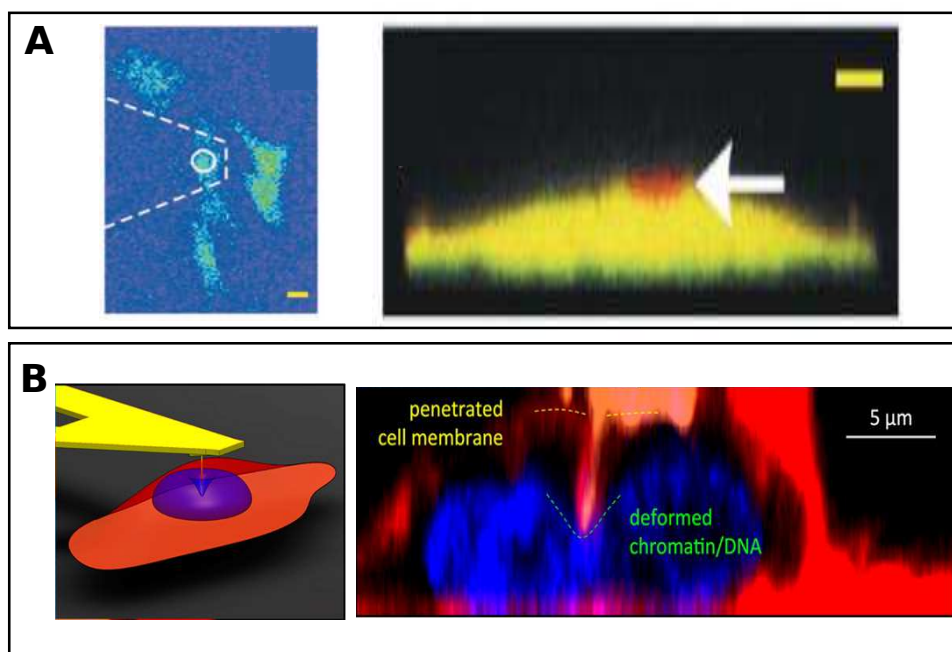 A
B
penetrated
cell membrane
5 μm
deformed
chromatin/DNA